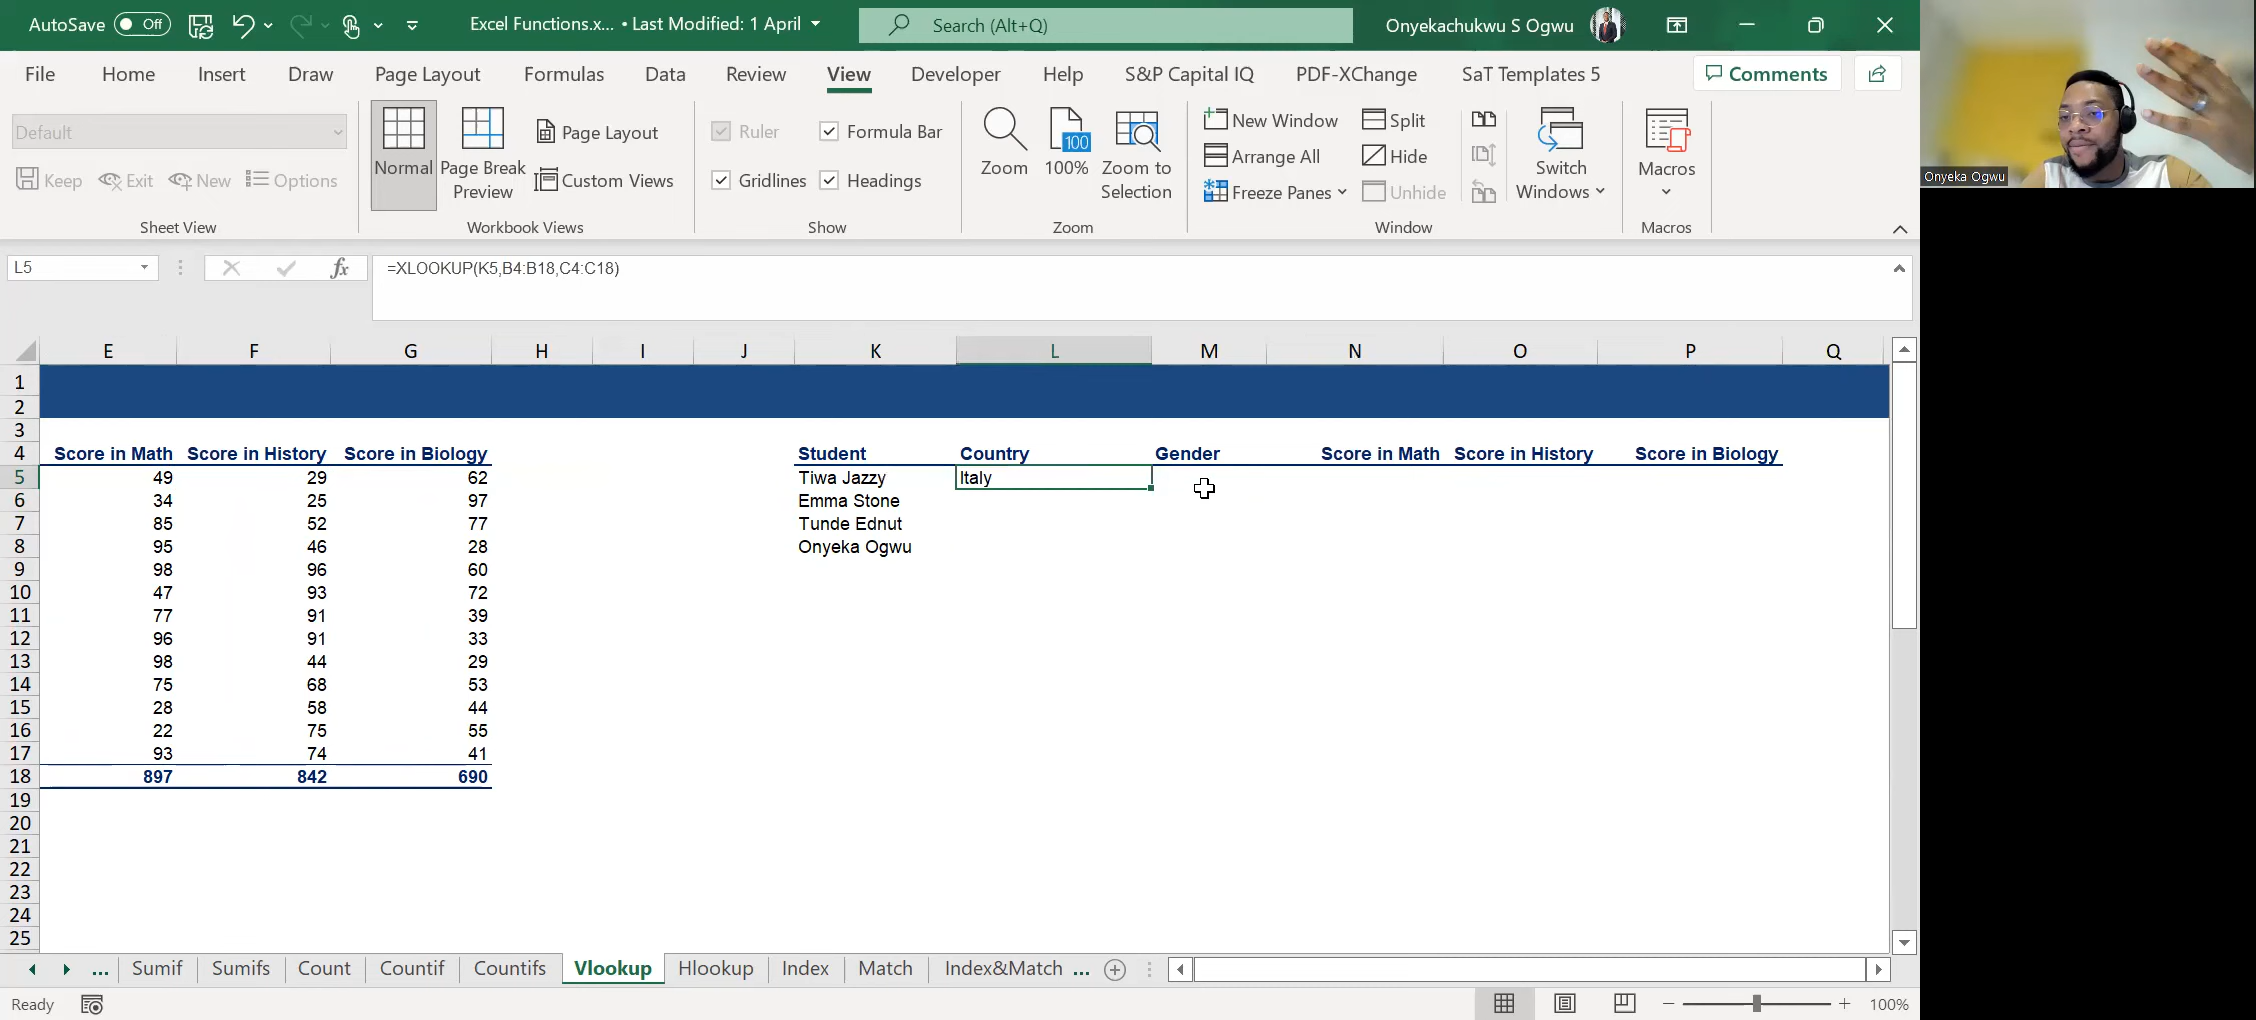 AutoSave Off Excel Functions.x... • Last Modified: 1 April Search (Alt+Q) Onyekachukwu S Ogwu
File Home Insert Draw Page Layout Formulas Data Review View Developer Help S&P Capital IQ PDF-XChange SaT Templates 5 Comments
Default
Keep Exit New Options
Sheet View
Normal
Page Break Preview
Page Layout
Custom Views
Workbook Views
Ruler Formula Bar
Gridlines Headings
Show
Zoom
100
100%
Zoom to Selection
Zoom
New Window Split
Arrange All Hide
Freeze Panes Unhide
Switch Windows
Window
Macros
Macros
Onyeka Ogwu
L5 fx =XLOOKUP(K5,B4:B18,C4:C18)
E F G H I J K L M N O P Q
1
2
3
4 Score in Math Score in History Score in Biology Student Country Gender Score in Math Score in History Score in Biology
5 49 29 62 Tiwa Jazzy Italy
6 34 25 97 Emma Stone
7 85 52 77 Tunde Ednut
8 95 46 28 Onyeka Ogwu
9 98 96 60
10 47 93 72
11 77 91 39
12 96 91 33
13 98 44 29
14 75 68 53
15 28 58 44
16 22 75 55
17 93 74 41
18 897 842 690
19
20
21
22
23
24
25
... Sumif Sumifs Count Countif Countifs Vlookup Hlookup Index Match Index&Match ...
Ready 100%